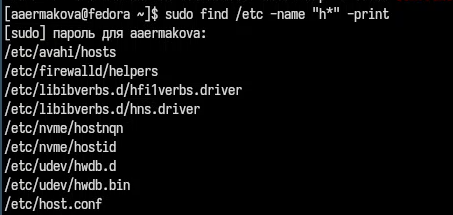 [aaermakova@fedora ~]$ sudo find /etc -name "h*" -print
[sudo] пароль для aaermakova:
/etc/avahi/hosts
/etc/firewalld/helpers
/etc/libibverbs.d/hfi1verbs.driver
/etc/libibverbs.d/hns.driver
/etc/nvme/hostnqn
/etc/nvme/hostid
/etc/udev/hwdb.d
/etc/udev/hwdb.bin
/etc/host.conf